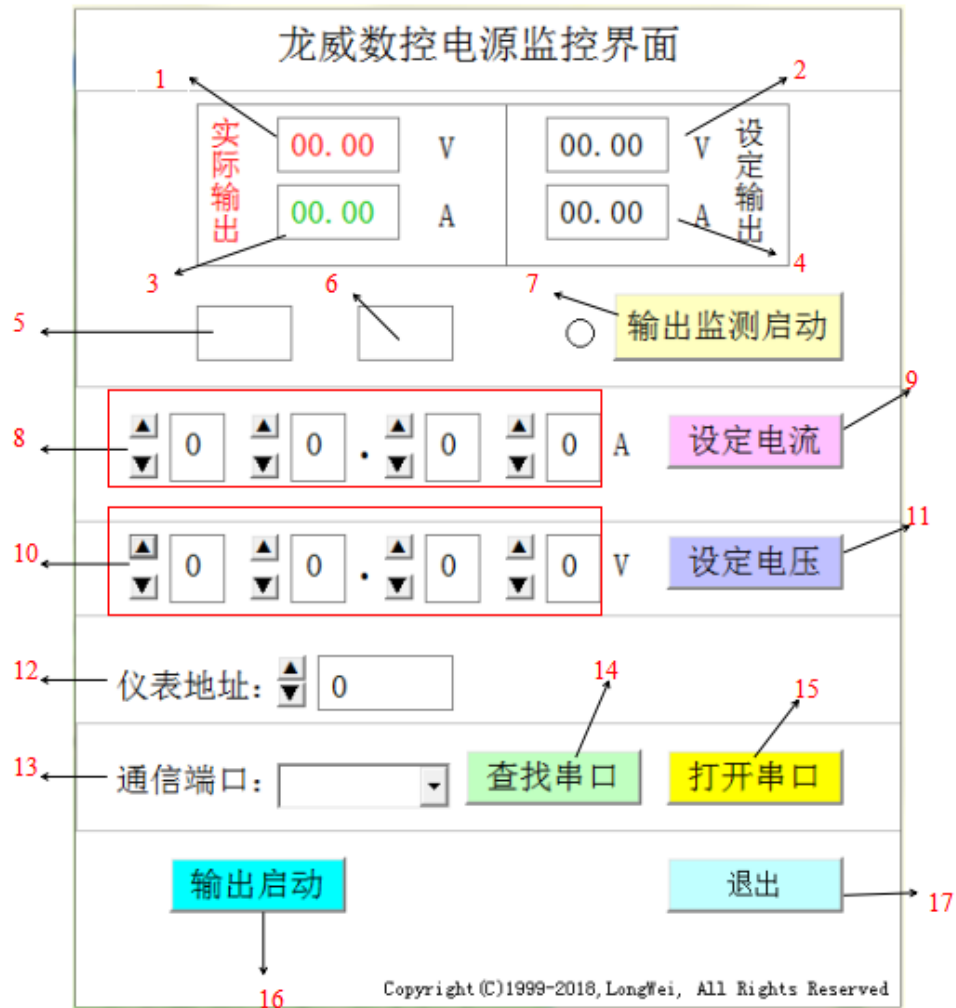 龙威数控电源监控界面
1
2
实际输出
00.00 V
00.00 V
设定输出
00.00 A
00.00 A
3
6
7
4
5
输出监测启动
9
8
0 0 . 0 0 A
设定电流
11
10
0 0 . 0 0 V
设定电压
12
仪表地址: 0
14
15
13
通信端口:
查找串口
打开串口
输出启动
退出
17
16
Copyright(C)1999-2018,LongWei, All Rights Reserved